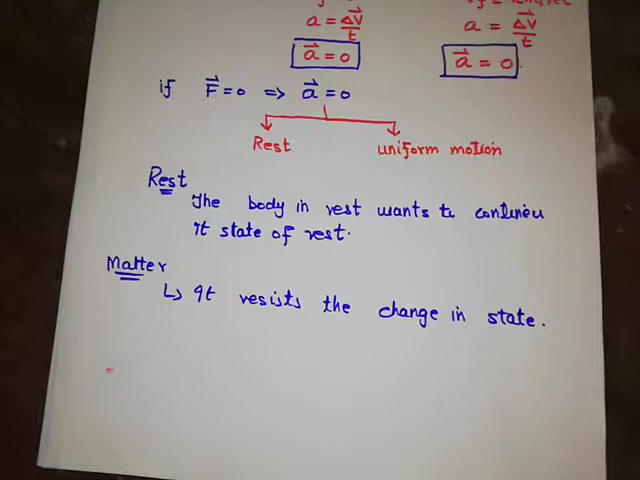 a = ΔV⃗/t
a = ΔV⃗/t
a⃗ = 0
a⃗ = 0
if F⃗ = 0 => a⃗ = 0
Rest uniform motion
Rest
The body in rest wants to continieu
It state of rest.
Matter
↳ It resists the change in state.